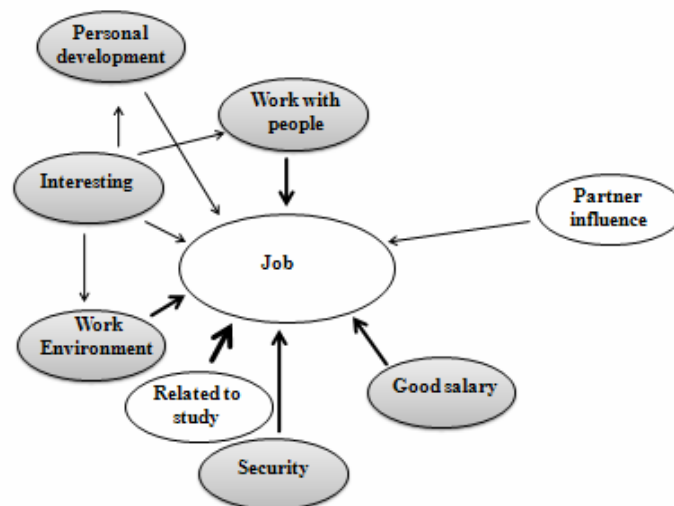 Personal
development
Work with
people
Interesting
Partner
influence
Job
Work
Environment
Related to
study
Good salary
Security